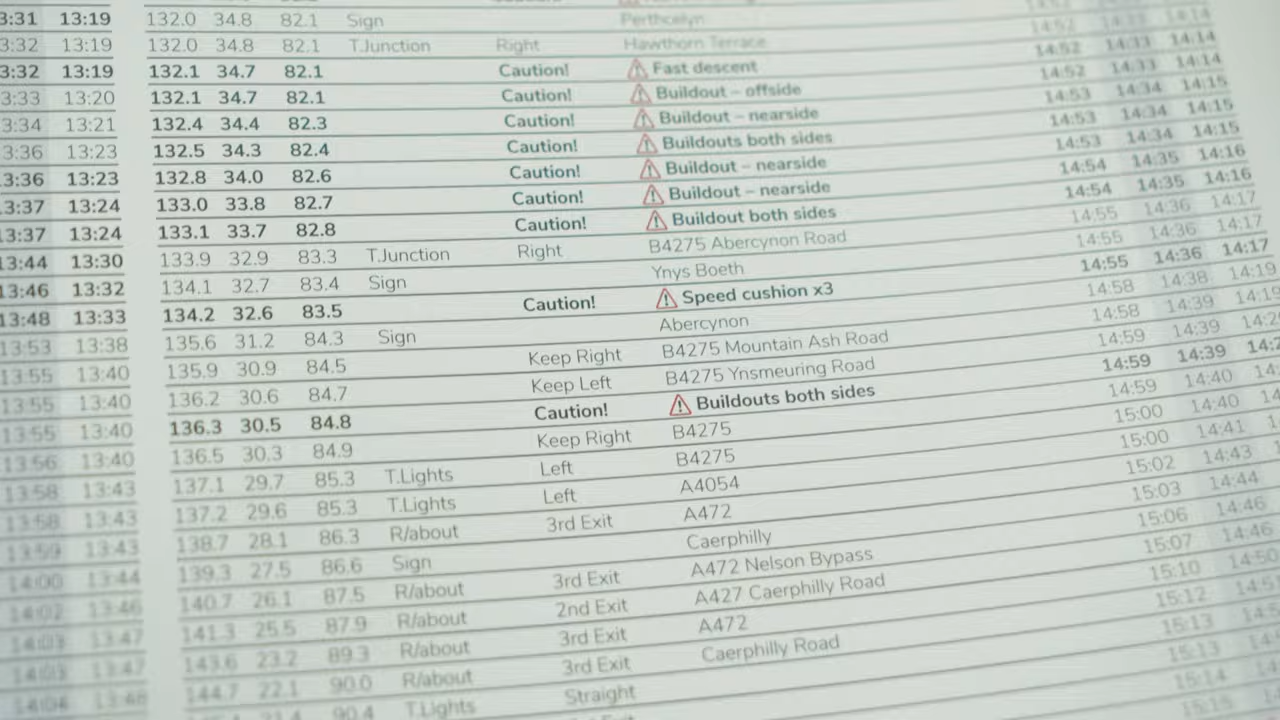 3:31 13:19 132.0 34.8 82.1 Sign Perthcelyn
3:32 13:19 132.0 34.8 82.1 T.Junction Right Hawthorn Terrace
3:32 13:19 132.1 34.7 82.1 Caution! Fast descent 14:52 14:33 14:14
3:33 13:20 132.1 34.7 82.1 Caution! Buildout – offside 14:52 14:33 14:14
3:34 13:21 132.4 34.4 82.3 Caution! Buildout – nearside 14:53 14:34 14:15
3:36 13:23 132.5 34.3 82.4 Caution! Buildouts both sides 14:53 14:34 14:15
3:36 13:23 132.8 34.0 82.6 Caution! Buildout – nearside 14:53 14:34 14:15
3:37 13:24 133.0 33.8 82.7 Caution! Buildout – nearside 14:54 14:35 14:16
3:37 13:24 133.1 33.7 82.8 Caution! Buildout both sides 14:54 14:35 14:16
13:44 13:30 133.9 32.9 83.3 T.Junction Right B4275 Abercynon Road 14:55 14:36 14:17
13:46 13:32 134.1 32.7 83.4 Sign Ynys Boeth 14:55 14:36 14:17
13:48 13:33 134.2 32.6 83.5 Caution! Speed cushion x3 14:55 14:36 14:17
13:53 13:38 135.6 31.2 84.3 Sign Abercynon 14:58 14:38 14:19
13:55 13:40 135.9 30.9 84.5 Keep Right B4275 Mountain Ash Road 14:58 14:39 14:19
13:55 13:40 136.2 30.6 84.7 Keep Left B4275 Ynsmeuring Road 14:59 14:39
13:55 13:40 136.3 30.5 84.8 Caution! Buildouts both sides 14:59 14:39
13:56 13:40 136.5 30.3 84.9 Keep Right B4275 14:59 14:40
13:58 13:43 137.1 29.7 85.3 T.Lights Left B4275 15:00 14:40
13:58 13:43 137.2 29.6 85.3 T.Lights Left A4054 15:00 14:41
13:59 13:43 138.7 28.1 86.3 R/about 3rd Exit A472 15:02 14:43
14:00 13:44 139.3 27.5 86.6 Sign Caerphilly 15:03 14:44
14:02 13:46 140.7 26.1 87.5 R/about 3rd Exit A472 Nelson Bypass 15:06 14:46
14:03 13:47 141.3 25.5 87.9 R/about 2nd Exit A427 Caerphilly Road 15:07 14:46
14:03 13:47 143.6 23.2 89.3 R/about 3rd Exit A472 15:10 14:50
14:04 13:48 144.7 22.1 90.0 R/about 3rd Exit Caerphilly Road 15:12
90.4 T.Lights Straight 15:13
15:13
15:14
15:15